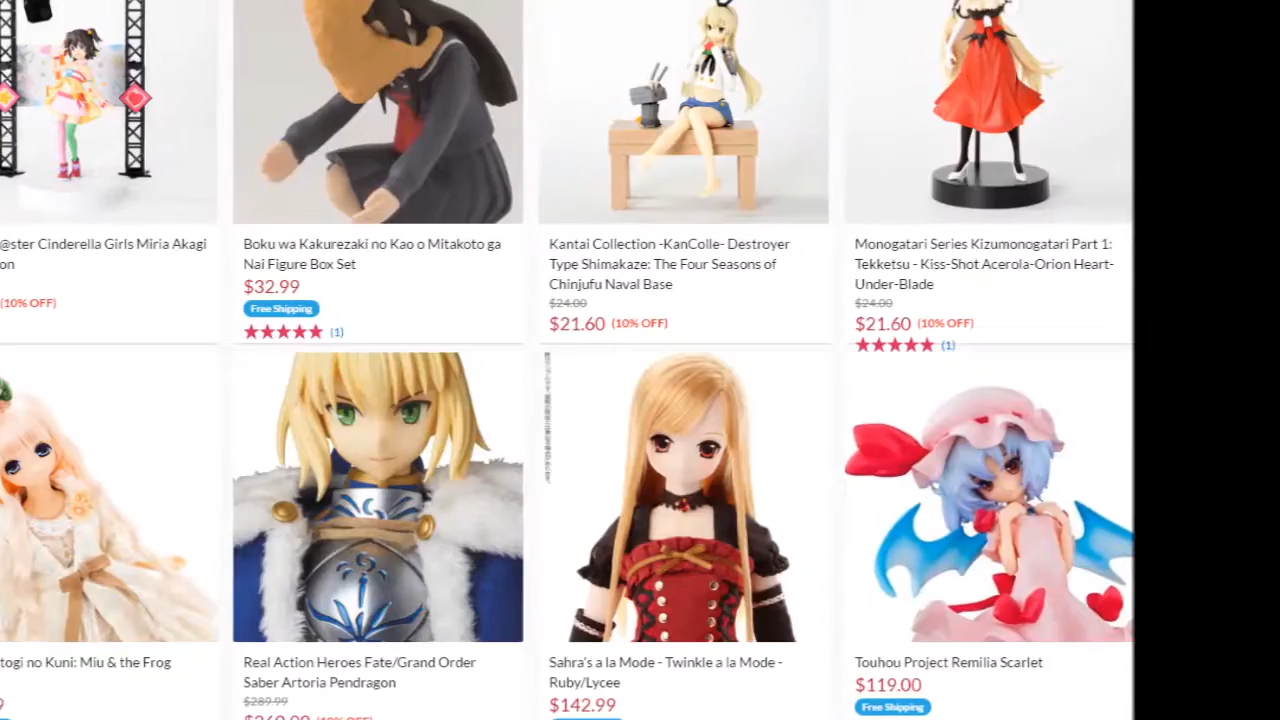 @ster Cinderella Girls Miria Akagi
on
(10% OFF)
Boku wa Kakurezaki no Kao o Mitakoto ga
Nai Figure Box Set
$32.99
Free Shipping
(1)
Kantai Collection -KanColle- Destroyer
Type Shimakaze: The Four Seasons of
Chinjufu Naval Base
$24.00
$21.60 (10% OFF)
Monogatari Series Kizumonogatari Part 1:
Tekketsu - Kiss-Shot Acerola-Orion Heart-
Under-Blade
$24.00
$21.60 (10% OFF)
(1)
togi no Kuni: Miu & the Frog
9
Real Action Heroes Fate/Grand Order
Saber Artoria Pendragon
$289.99
$260.99 (10% OFF)
Sahra's a la Mode - Twinkle a la Mode -
Ruby/Lycee
$142.99
Touhou Project Remilia Scarlet
$119.00
Free Shipping